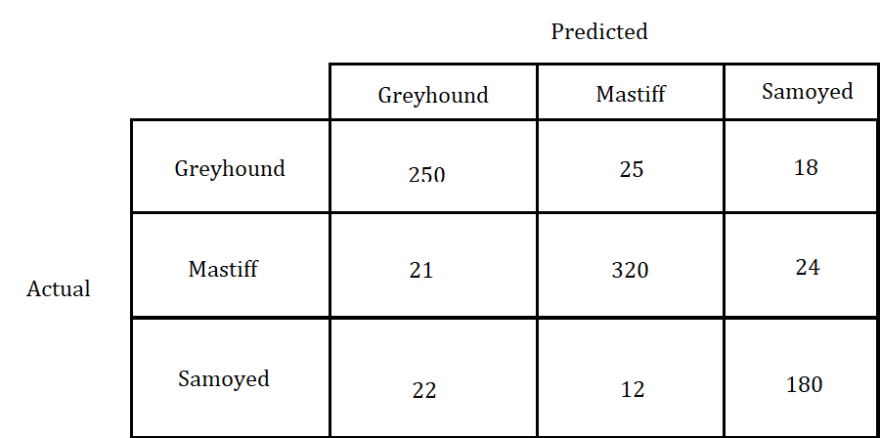 Predicted
Greyhound Mastiff Samoyed
Greyhound 250 25 18
Mastiff 21 320 24
Actual
Samoyed 22 12 180